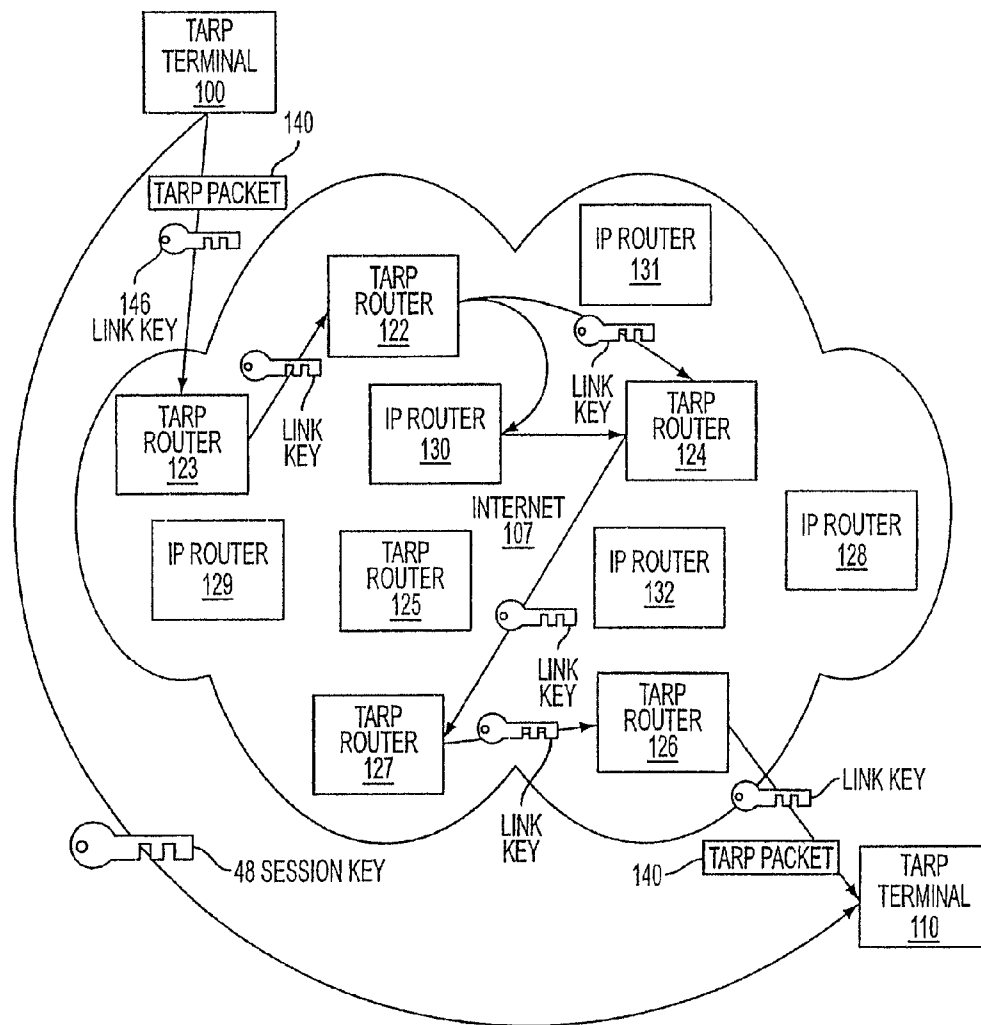 TARP
TERMINAL
100
140
TARP PACKET
146
LINK KEY
IP ROUTER
131
TARP
ROUTER
122
LINK
KEY
LINK
KEY
TARP
ROUTER
123
IP ROUTER
130
TARP
ROUTER
124
INTERNET
107
IP ROUTER
129
TARP
ROUTER
125
IP ROUTER
132
IP ROUTER
128
LINK
KEY
TARP
ROUTER
127
TARP
ROUTER
126
LINK
KEY
LINK KEY
48 SESSION KEY
140
TARP PACKET
TARP
TERMINAL
110